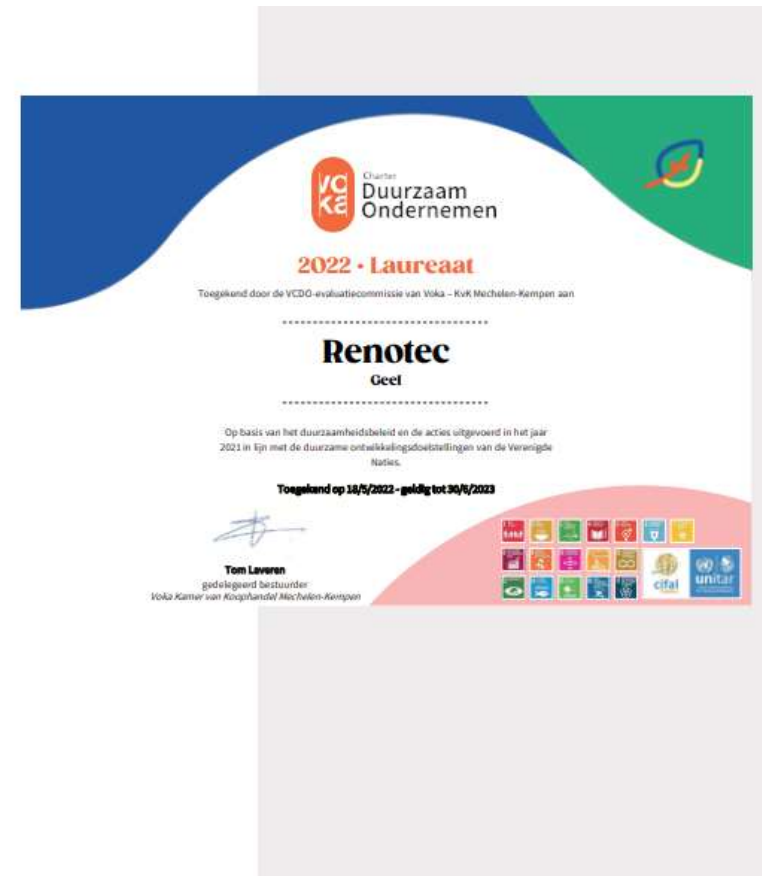 VO
Ka
Charter
Duurzaam
Ondernemen
2022 • Laureaat
Toegekend door de VCDO-evaluatiecommissie van Voka – KvK Mechelen-Kempen aan
Renotec
Geel
Op basis van het duurzaamheidsbeleid en de acties uitgevoerd in het jaar
2021 in lijn met de duurzame ontwikkelingsdoelstellingen van de Verenigde
Naties.
Toegekend op 18/5/2022 - geldig tot 30/6/2023
Tom Laveren
gedelegeerd bestuurder
Voka Kamer van Koophandel Mechelen-Kempen
cifal
unitar